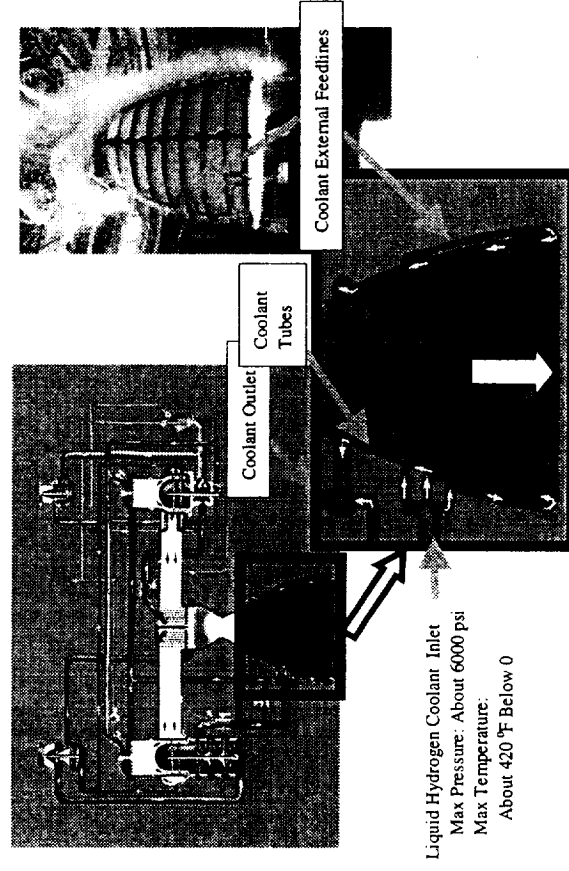 Coolant External Feedlines
Coolant
Tubes
Coolant Outlet
Liquid Hydrogen Coolant Inlet
Max Pressure: About 6000 psi
Max Temperature:
About 420 °F Below 0